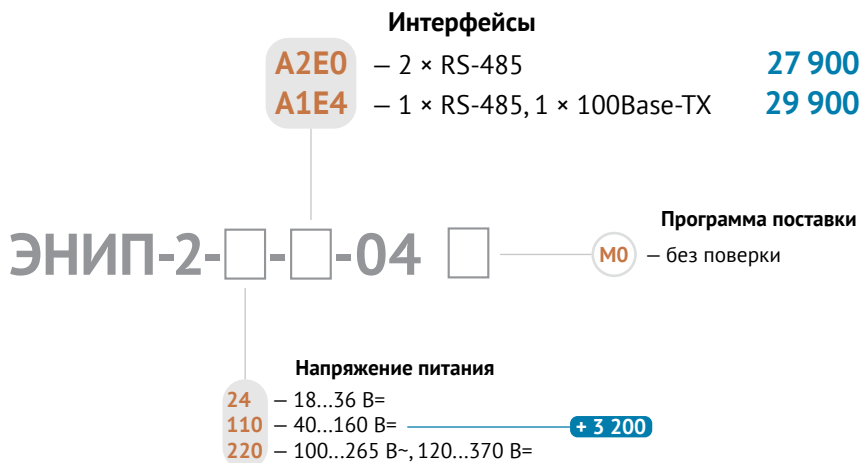 Интерфейсы
A2E0 – 2 × RS-485 27 900
A1E4 – 1 × RS-485, 1 × 100Base-TX 29 900
Программа поставки
ЭНИП-2-□-□-04 □
M0 – без поверки
Напряжение питания
24 – 18...36 В=
110 – 40...160 В= + 3 200
220 – 100...265 В~, 120...370 В=